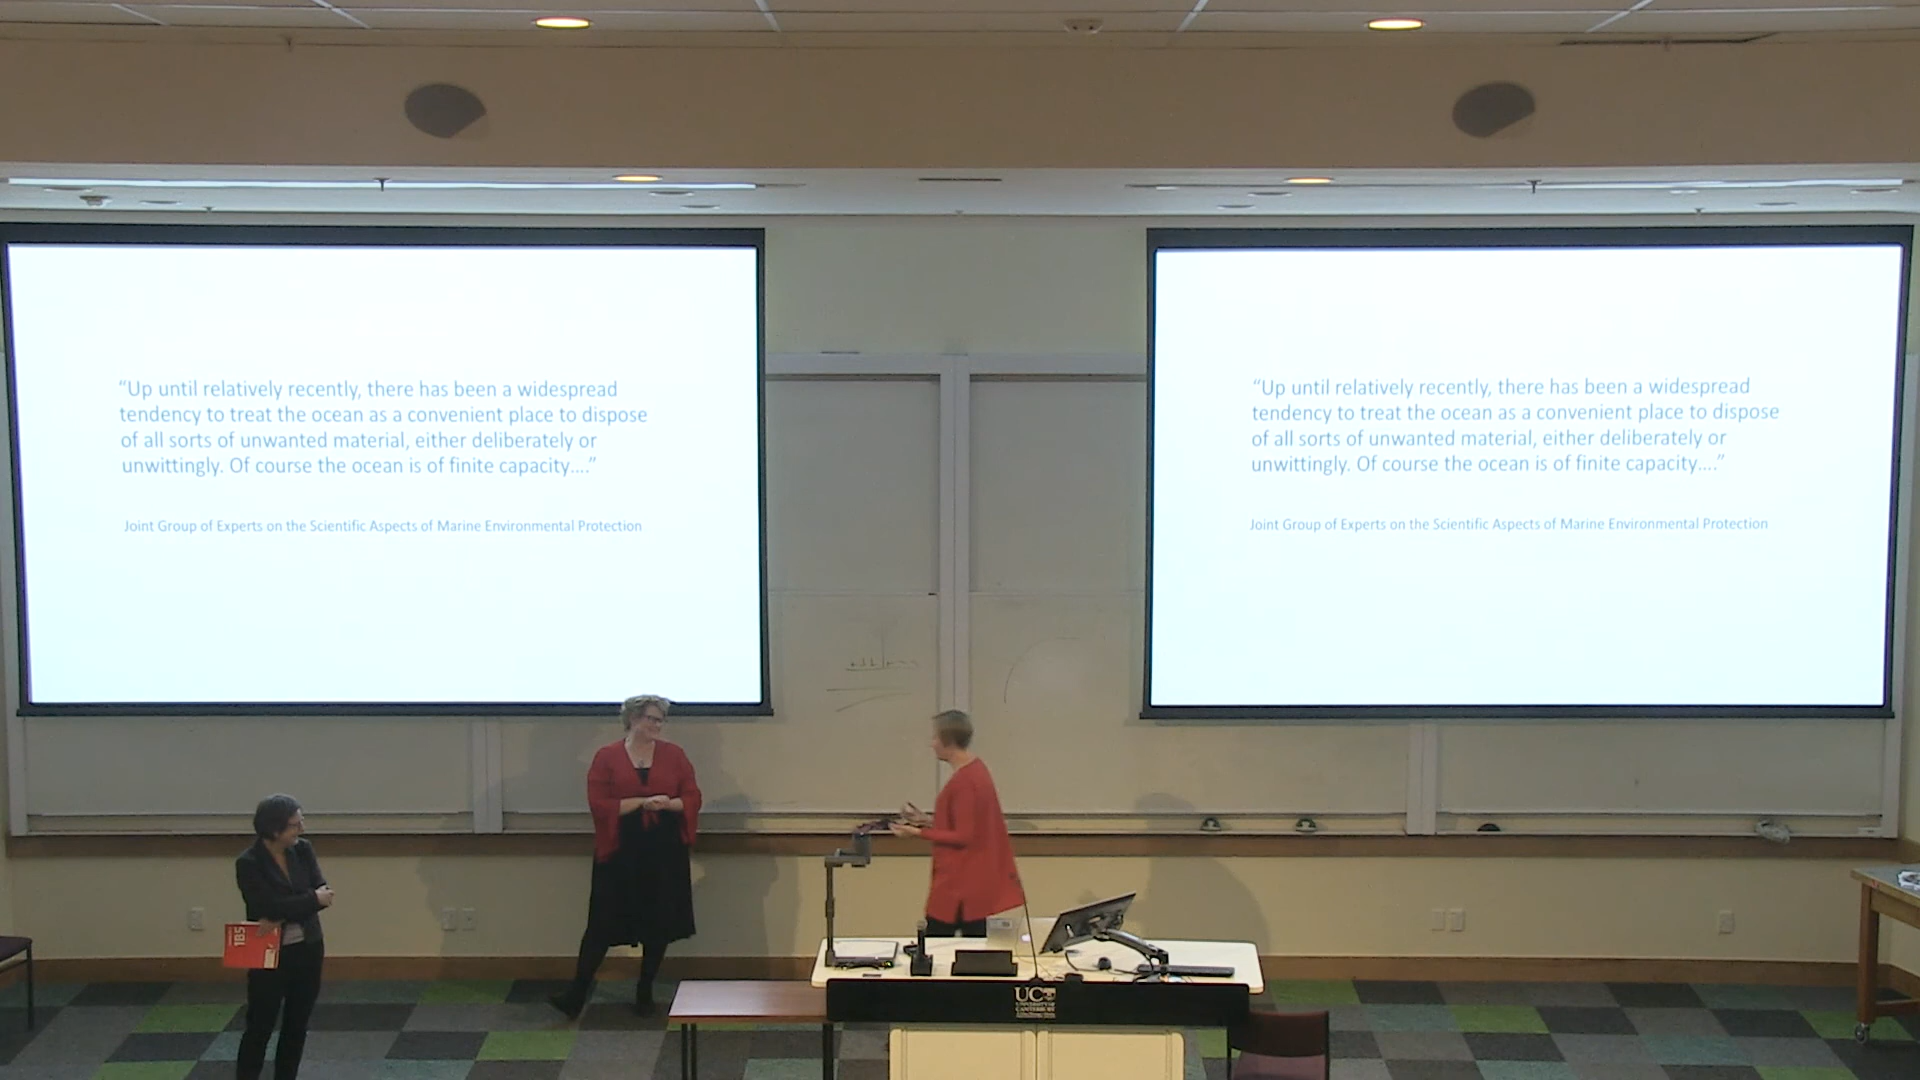 “Up until relatively recently, there has been a widespread
tendency to treat the ocean as a convenient place to dispose
of all sorts of unwanted material, either deliberately or
unwittingly. Of course the ocean is of finite capacity....”
Joint Group of Experts on the Scientific Aspects of Marine Environmental Protection
“Up until relatively recently, there has been a widespread
tendency to treat the ocean as a convenient place to dispose
of all sorts of unwanted material, either deliberately or
unwittingly. Of course the ocean is of finite capacity....”
Joint Group of Experts on the Scientific Aspects of Marine Environmental Protection
1B5
UC
UNIVERSITY OF
CANTERBURY